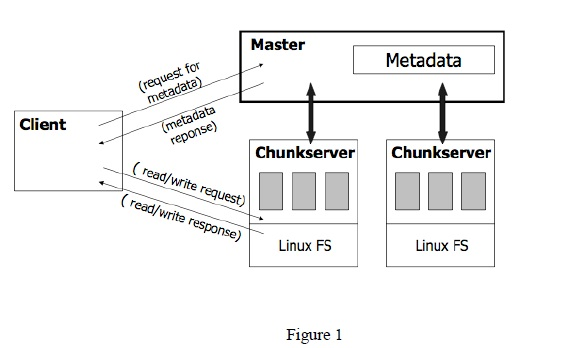 Master
Metadata
(request for
metadata)
(metadata
reponse)
Client
Chunkserver
Chunkserver
( read/write request)
( read/write response)
Linux FS
Linux FS
Figure 1